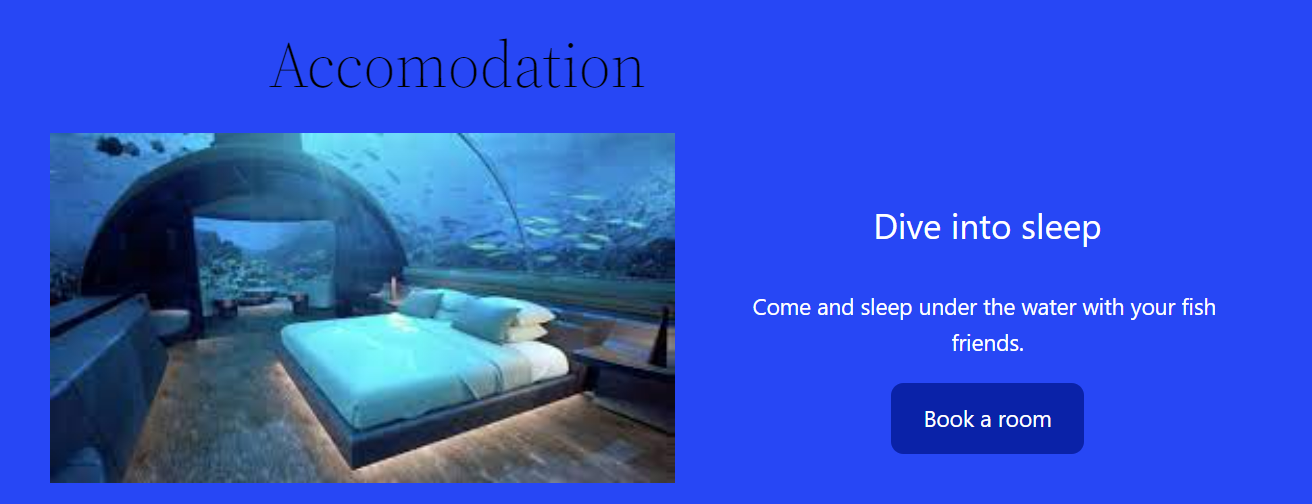 Accomodation
Dive into sleep
Come and sleep under the water with your fish
friends.
Book a room